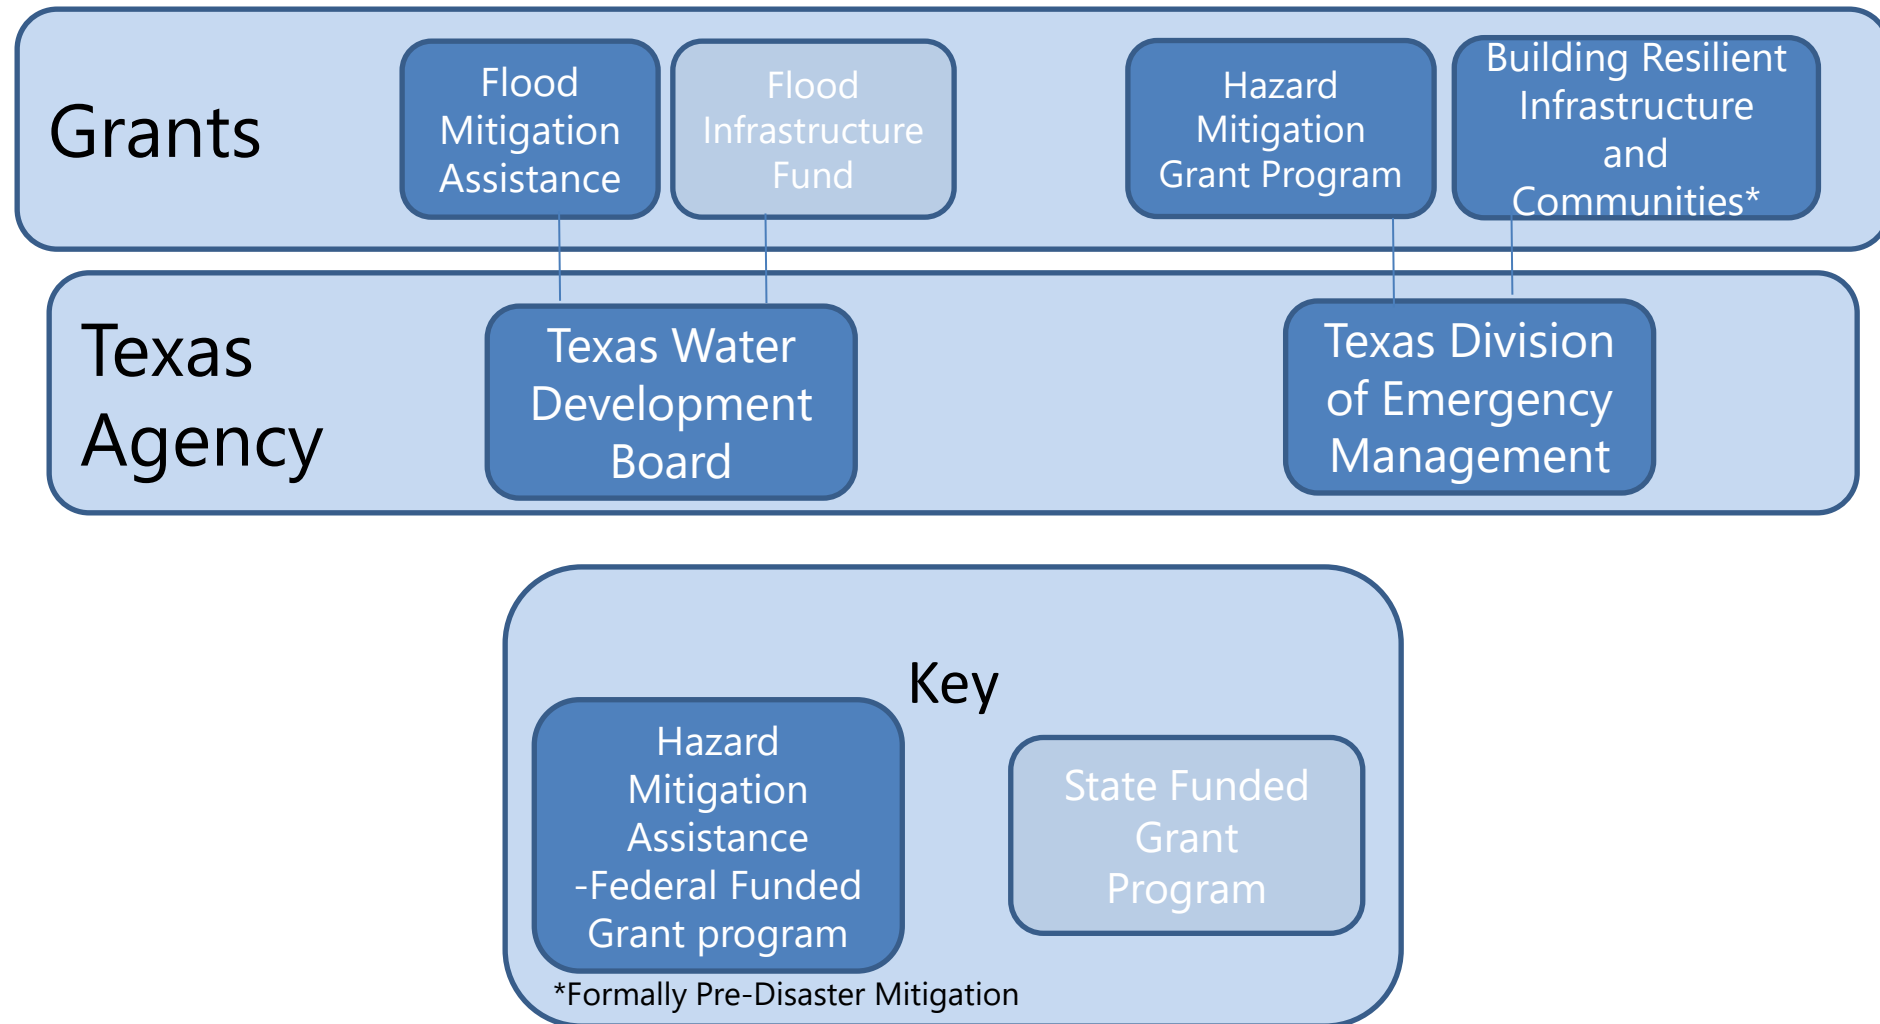 Grants
Flood
Mitigation
Assistance
Flood
Infrastructure
Fund
Hazard
Mitigation
Grant Program
Building Resilient
Infrastructure
and
Communities*
Texas
Agency
Texas Water
Development
Board
Texas Division
of Emergency
Management
Key
Hazard
Mitigation
Assistance
-Federal Funded
Grant program
State Funded
Grant
Program
*Formally Pre-Disaster Mitigation